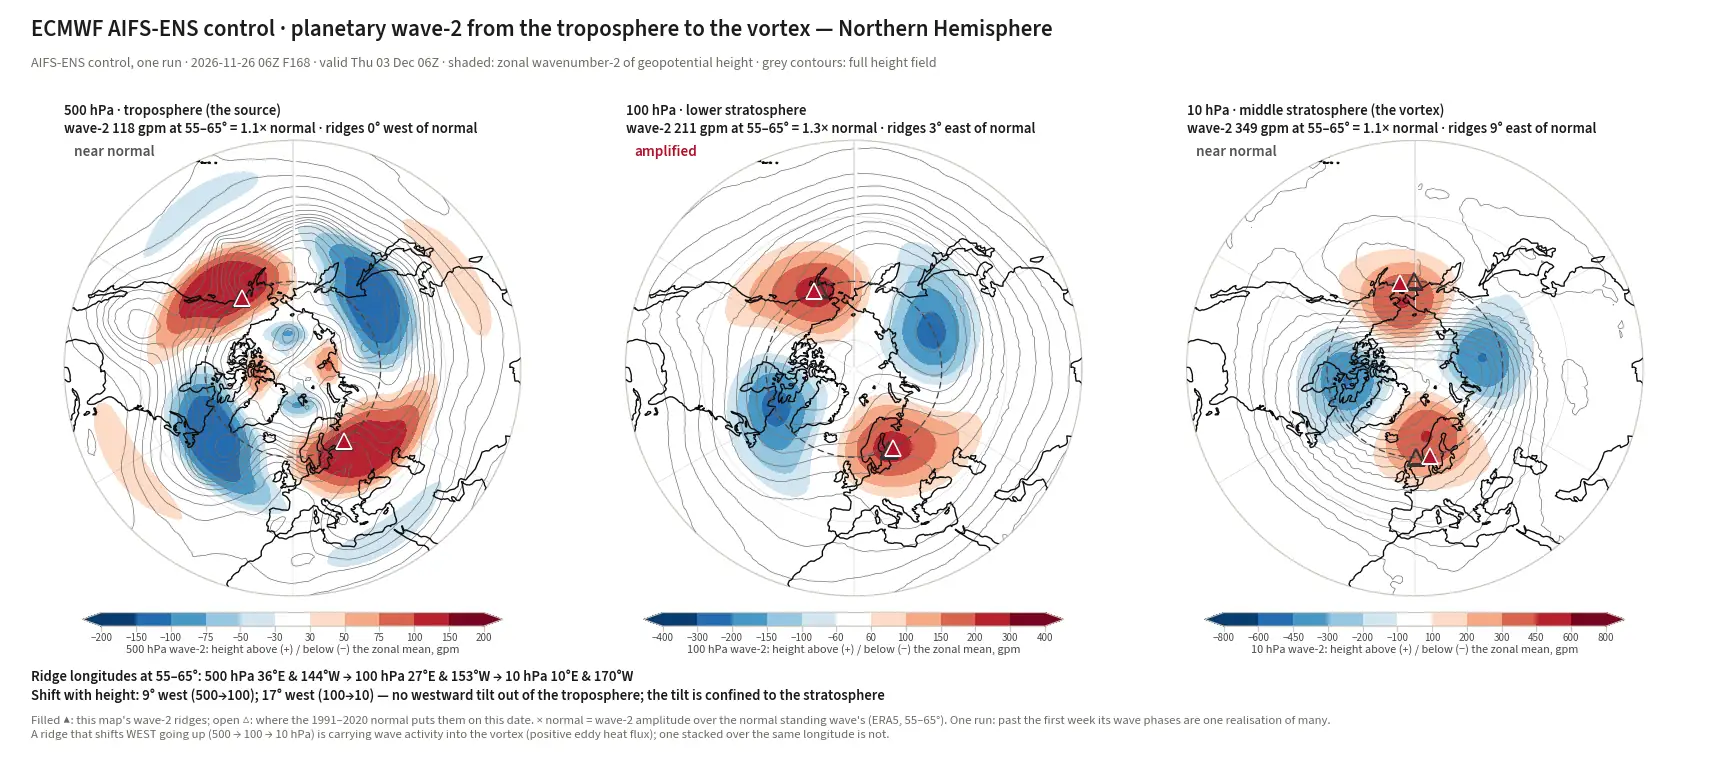 ECMWF AIFS-ENS control · planetary wave-2 from the troposphere to the vortex — Northern Hemisphere
AIFS-ENS control, one run · 2026-11-26 06Z F168 · valid Thu 03 Dec 06Z · shaded: zonal wavenumber-2 of geopotential height · grey contours: full height field
500 hPa · troposphere (the source)
wave-2 118 gpm at 55–65° = 1.1× normal · ridges 0° west of normal
near normal
100 hPa · lower stratosphere
wave-2 211 gpm at 55–65° = 1.3× normal · ridges 3° east of normal
amplified
10 hPa · middle stratosphere (the vortex)
wave-2 349 gpm at 55–65° = 1.1× normal · ridges 9° east of normal
near normal
−200 −150 −100 −75 −50 −30 30 50 75 100 150 200
500 hPa wave-2: height above (+) / below (−) the zonal mean, gpm
−400 −300 −200 −150 −100 −60 60 100 150 200 300 400
100 hPa wave-2: height above (+) / below (−) the zonal mean, gpm
−800 −600 −450 −300 −200 −100 100 200 300 450 600 800
10 hPa wave-2: height above (+) / below (−) the zonal mean, gpm
Ridge longitudes at 55–65°: 500 hPa 36°E & 144°W → 100 hPa 27°E & 153°W → 10 hPa 10°E & 170°W
Shift with height: 9° west (500→100); 17° west (100→10) — no westward tilt out of the troposphere; the tilt is confined to the stratosphere
Filled ▲: this map's wave-2 ridges; open △: where the 1991–2020 normal puts them on this date. × normal = wave-2 amplitude over the normal standing wave's (ERA5, 55–65°). One run: past the first week its wave phases are one realisation of many.
A ridge that shifts WEST going up (500 → 100 → 10 hPa) is carrying wave activity into the vortex (positive eddy heat flux); one stacked over the same longitude is not.